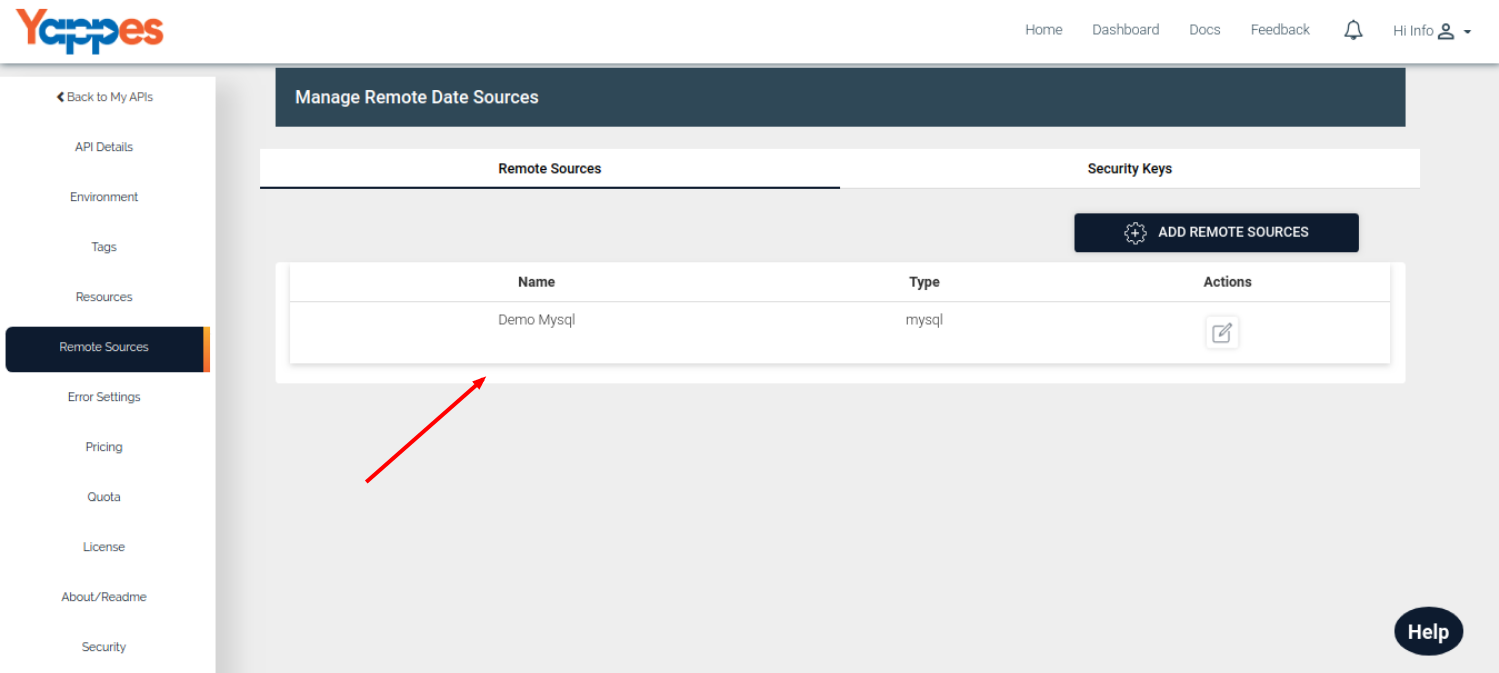 Yappes
Home Dashboard Docs Feedback Hi Info
Back to My APIs
API Details
Environment
Tags
Resources
Remote Sources
Error Settings
Pricing
Quota
License
About/Readme
Security
Manage Remote Date Sources
Remote Sources Security Keys
ADD REMOTE SOURCES
Name Type Actions
Demo Mysql mysql
Help